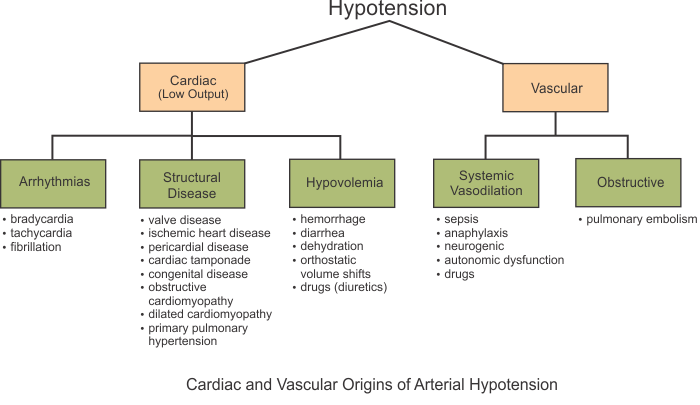 Hypotension
Cardiac
(Low Output)
Vascular
Arrhythmias
• bradycardia
• tachycardia
• fibrillation
Structural
Disease
• valve disease
• ischemic heart disease
• pericardial disease
• cardiac tamponade
• congenital disease
• obstructive
cardiomyopathy
• dilated cardiomyopathy
• primary pulmonary
hypertension
Hypovolemia
• hemorrhage
• diarrhea
• dehydration
• orthostatic
volume shifts
• drugs (diuretics)
Systemic
Vasodilation
• sepsis
• anaphylaxis
• neurogenic
• autonomic dysfunction
• drugs
Obstructive
• pulmonary embolism
Cardiac and Vascular Origins of Arterial Hypotension